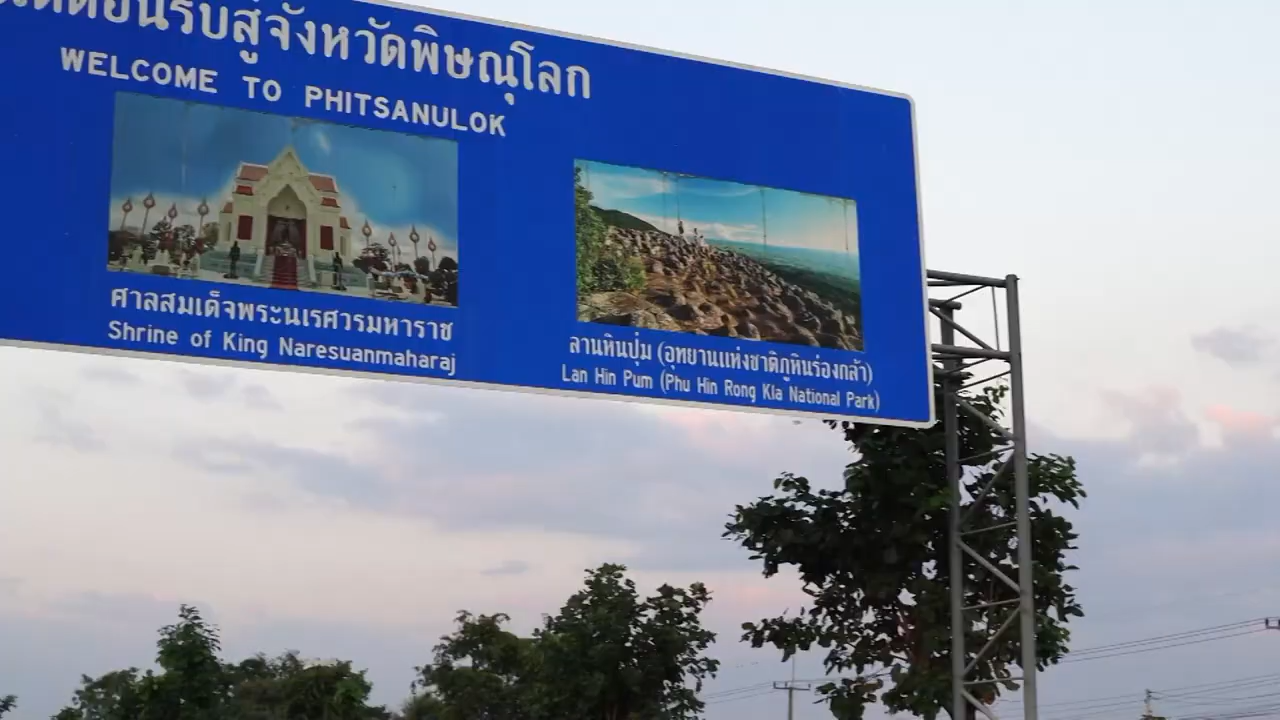 ยินดีต้อนรับสู่จังหวัดพิษณุโลก
WELCOME TO PHITSANULOK
ศาลสมเด็จพระนเรศวรมหาราช
Shrine of King Naresuanmaharaj
ลานหินปุ่ม (อุทยานแห่งชาติภูหินร่องกล้า)
Lan Hin Pum (Phu Hin Rong Kla National Park)